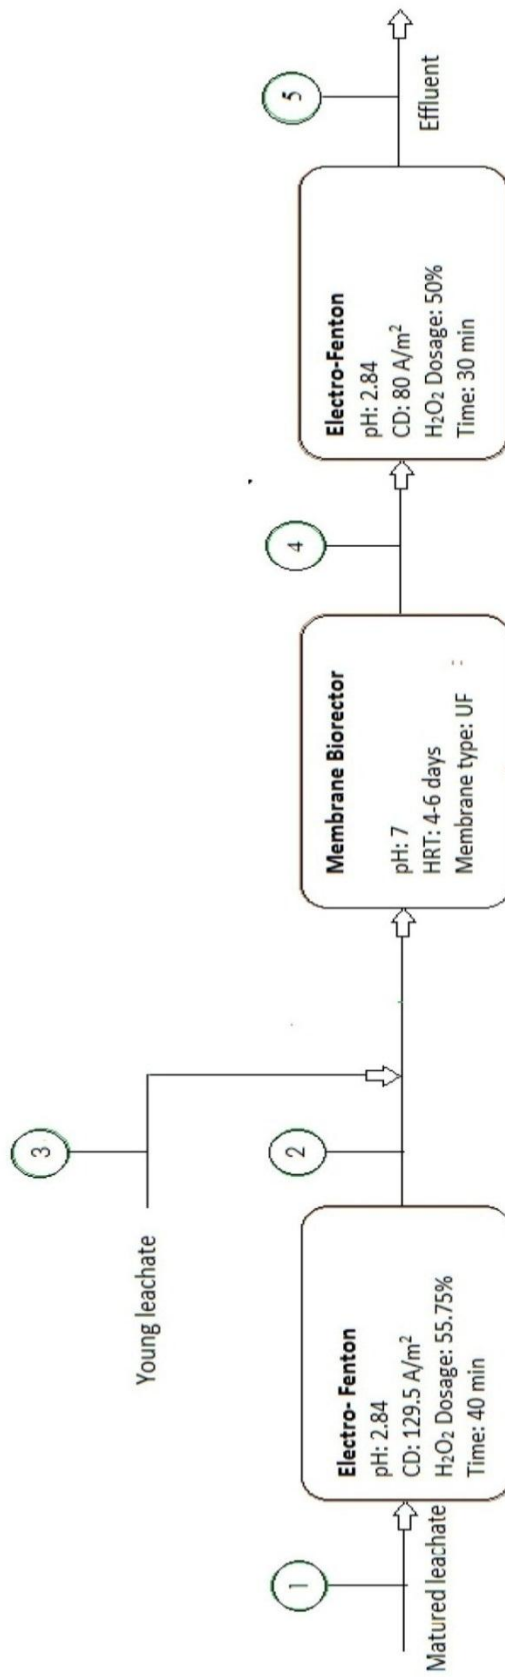 1
Matured leachate
Electro- Fenton
pH: 2.84
CD: 129.5 A/m²
H₂O₂ Dosage: 55.75%
Time: 40 min
2
Young leachate
3
Membrane Biorector
pH: 7
HRT: 4-6 days
Membrane type: UF
4
Electro-Fenton
pH: 2.84
CD: 80 A/m²
H₂O₂ Dosage: 50%
Time: 30 min
5
Effluent